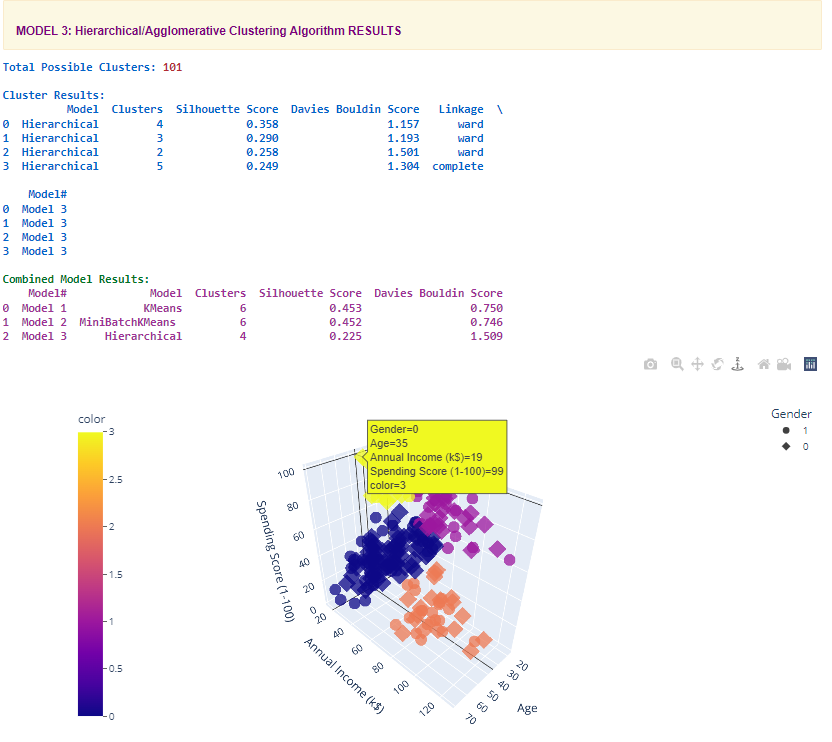 MODEL 3: Hierarchical/Agglomerative Clustering Algorithm RESULTS
Total Possible Clusters: 101
Cluster Results:
Model Clusters Silhouette Score Davies Bouldin Score Linkage \
0 Hierarchical 4 0.358 1.157 ward
1 Hierarchical 3 0.290 1.193 ward
2 Hierarchical 2 0.258 1.501 ward
3 Hierarchical 5 0.249 1.304 complete
Model#
0 Model 3
1 Model 3
2 Model 3
3 Model 3
Combined Model Results:
Model# Model Clusters Silhouette Score Davies Bouldin Score
0 Model 1 KMeans 6 0.453 0.750
1 Model 2 MiniBatchKMeans 6 0.452 0.746
2 Model 3 Hierarchical 4 0.225 1.509
color
3
2.5
2
1.5
1
0.5
0
Gender=0
Age=35
Annual Income (k$)=19
Spending Score (1-100)=99
color=3
Gender
1
0
100
80
60
40
20
0
Spending Score (1-100)
20
40
60
80
100
120
Annual Income (k$)
20
30
40
50
60
70
Age